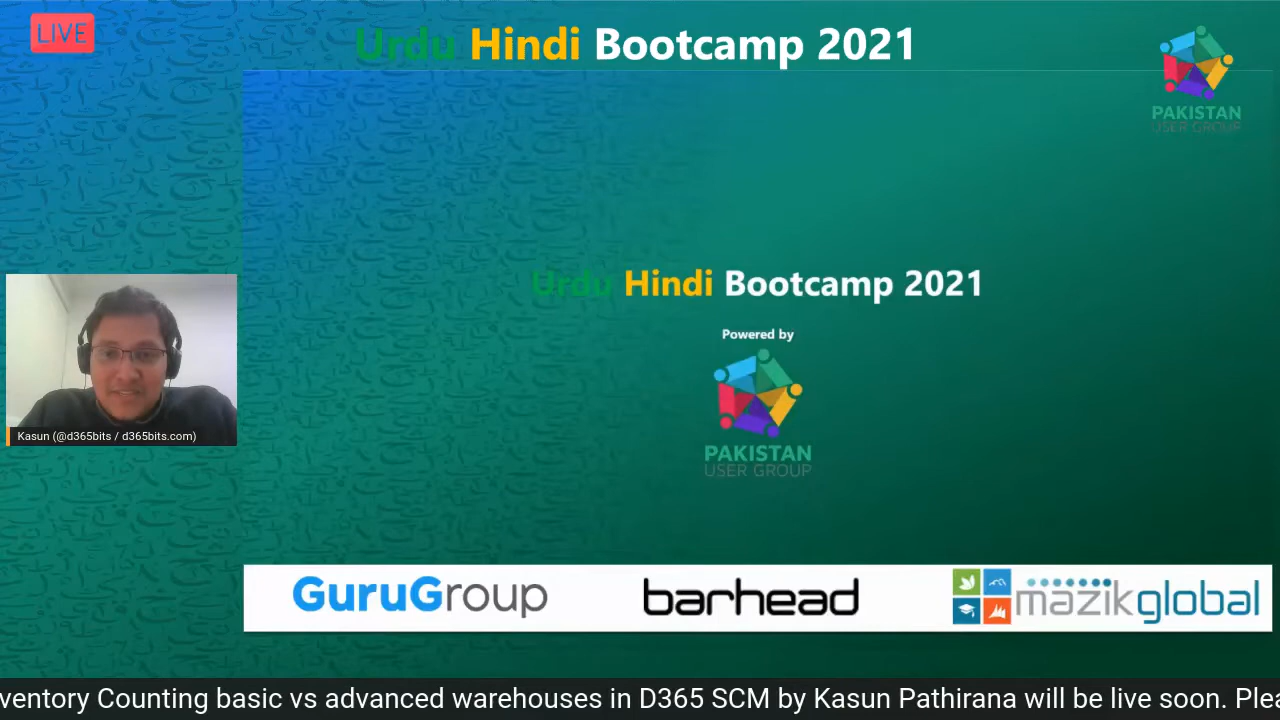 LIVE
Urdu Hindi Bootcamp 2021
PAKISTAN
USER GROUP
Urdu Hindi Bootcamp 2021
Powered by
PAKISTAN
USER GROUP
Kasun (@d365bits / d365bits.com)
GuruGroup
barhead
mazikglobal
ventory Counting basic vs advanced warehouses in D365 SCM by Kasun Pathirana will be live soon. Plea